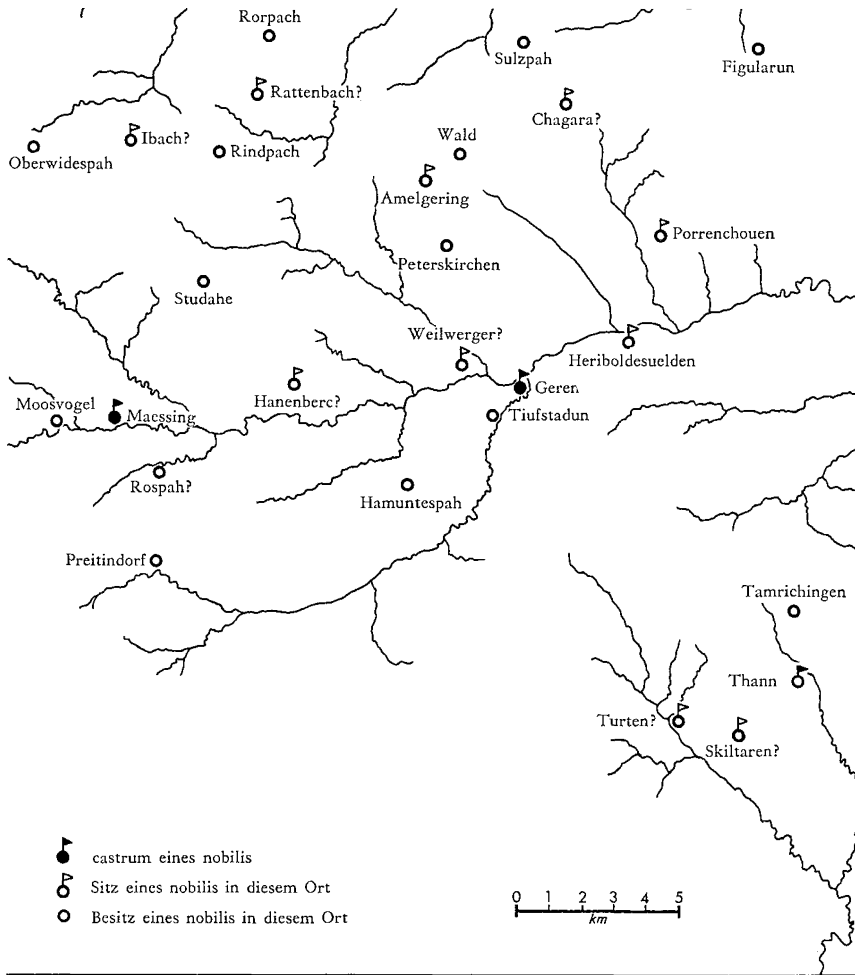 Rorpach
Sulzpah
Figularun
Rattenbach?
Chagara?
Ibach?
Wald
Oberwidespah
Rindpach
Amelgering
Porrenchouen
Peterskirchen
Studahe
Weilwerger?
Heriboldesuelden
Hanenberc?
Geren
Moosvogel
Macssing
Tiufstadun
Rospah?
Hamuntespah
Preitindorf
Tamrichingen
Thann
Turten?
Skiltaren?
castrum eines nobilis
Sitz eines nobilis in diesem Ort
Besitz eines nobilis in diesem Ort
0 1 2 3 4 5
km